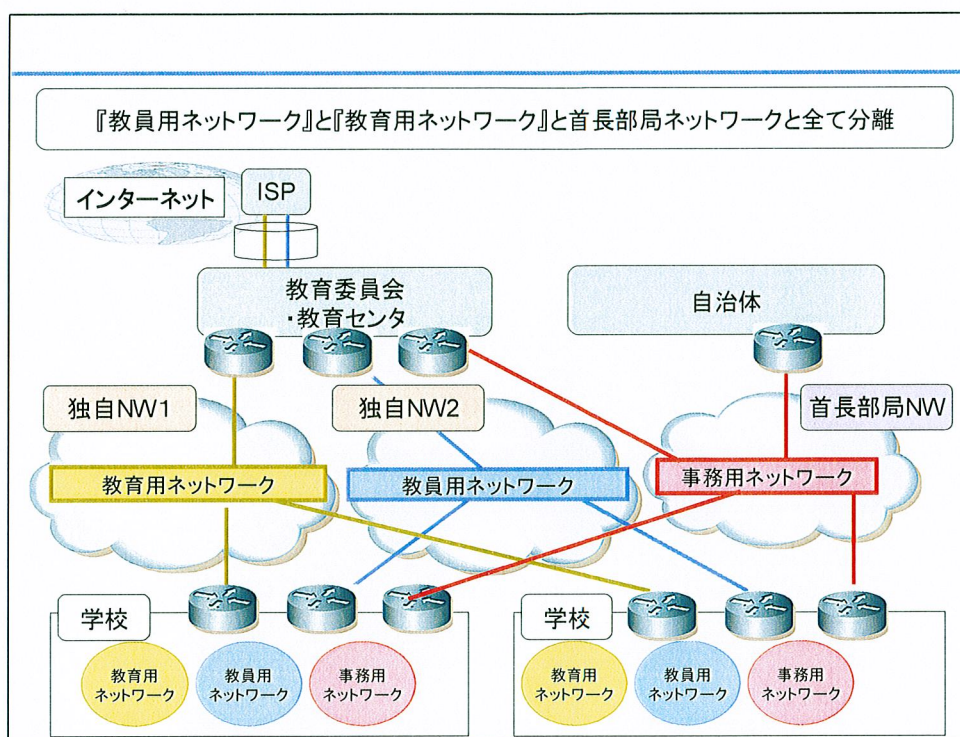 『教員用ネットワーク』と『教育用ネットワーク』と首長部局ネットワークと全て分離
インターネット
ISP
教育委員会
・教育センタ
自治体
独自NW1
独自NW2
首長部局NW
教育用ネットワーク
教員用ネットワーク
事務用ネットワーク
学校
教育用
ネットワーク
教員用
ネットワーク
事務用
ネットワーク
学校
教育用
ネットワーク
教員用
ネットワーク
事務用
ネットワーク